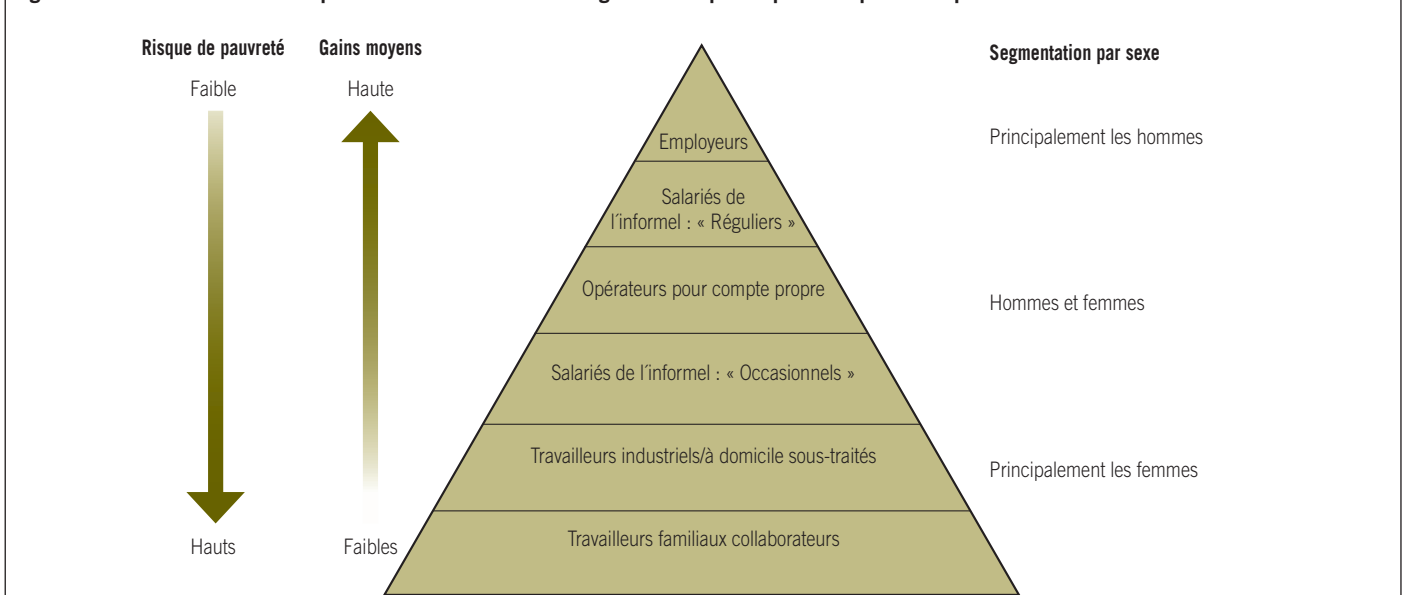 Risque de pauvreté
Gains moyens
Segmentation par sexe
Faible
Haute
Principalement les hommes
Employeurs
Salariés de
l´informel : « Réguliers »
Opérateurs pour compte propre
Hommes et femmes
Salariés de l´informel : « Occasionnels »
Travailleurs industriels/à domicile sous-traités
Principalement les femmes
Travailleurs familiaux collaborateurs
Hauts
Faibles